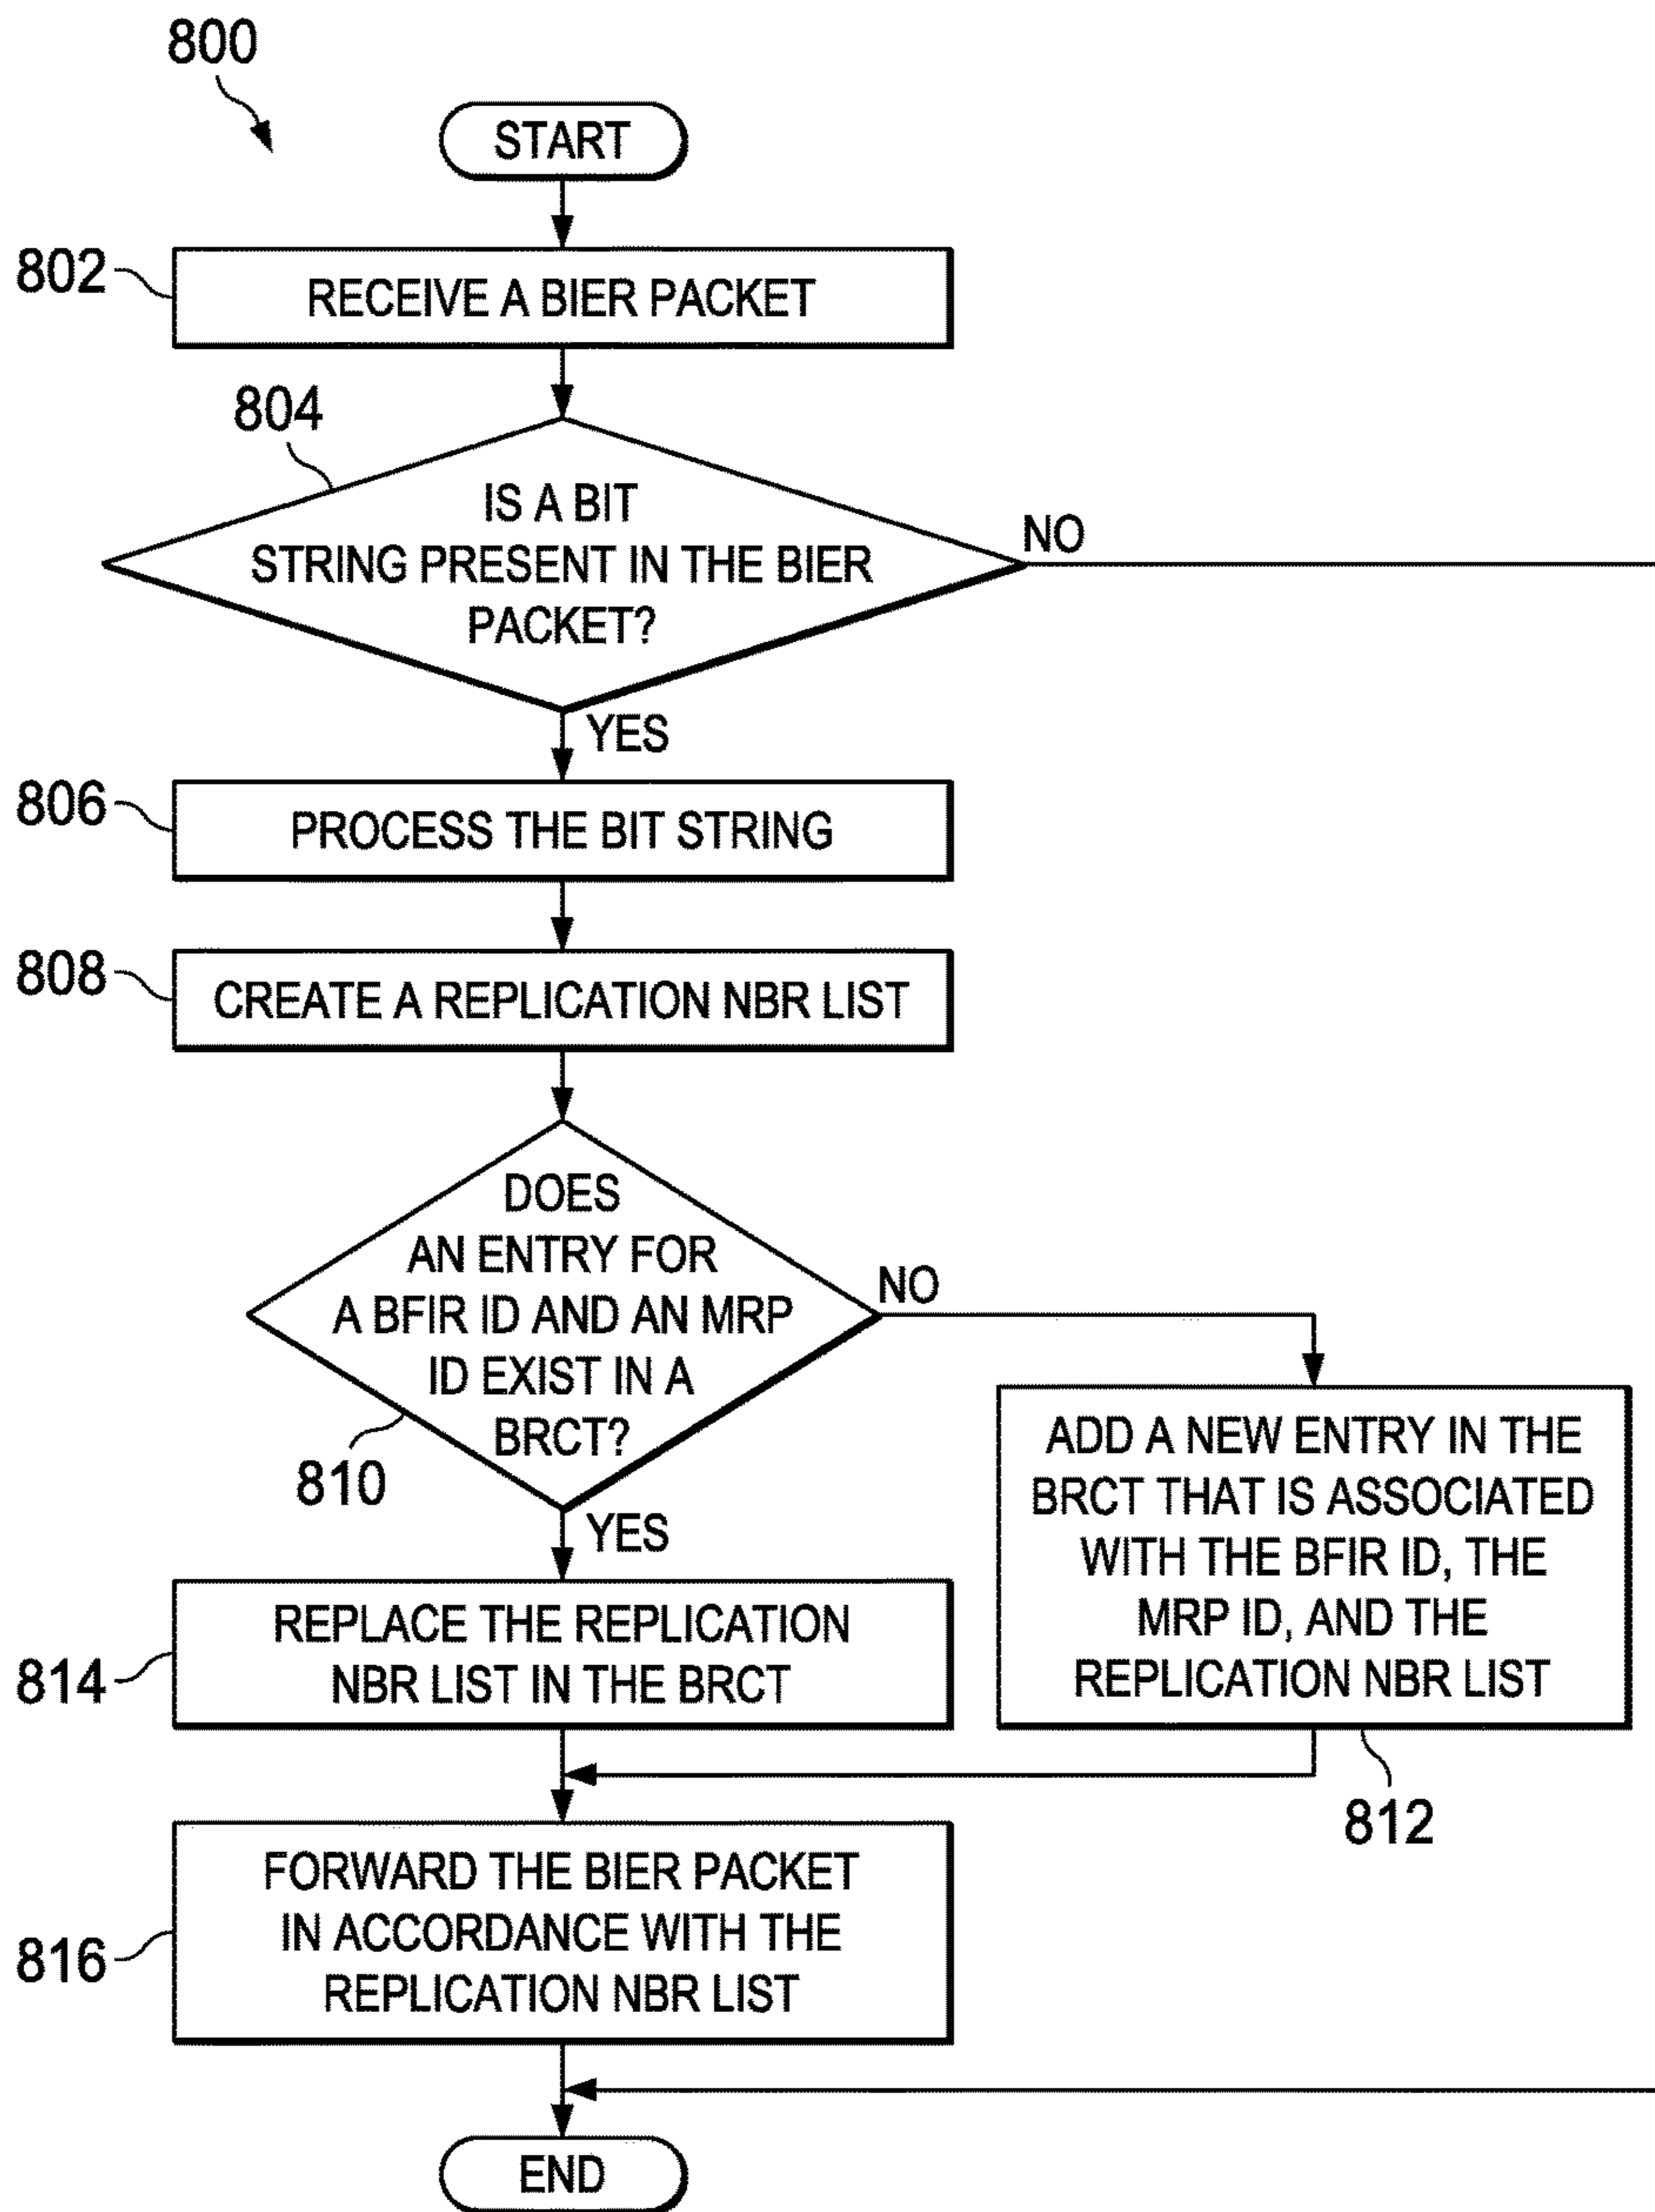 800
START
802
RECEIVE A BIER PACKET
804
IS A BIT
STRING PRESENT IN THE BIER
PACKET?
NO
YES
806
PROCESS THE BIT STRING
808
CREATE A REPLICATION NBR LIST
DOES
AN ENTRY FOR
A BFIR ID AND AN MRP
ID EXIST IN A
BRCT?
NO
810
YES
ADD A NEW ENTRY IN THE
BRCT THAT IS ASSOCIATED
WITH THE BFIR ID, THE
MRP ID, AND THE
REPLICATION NBR LIST
812
814
REPLACE THE REPLICATION
NBR LIST IN THE BRCT
816
FORWARD THE BIER PACKET
IN ACCORDANCE WITH THE
REPLICATION NBR LIST
END